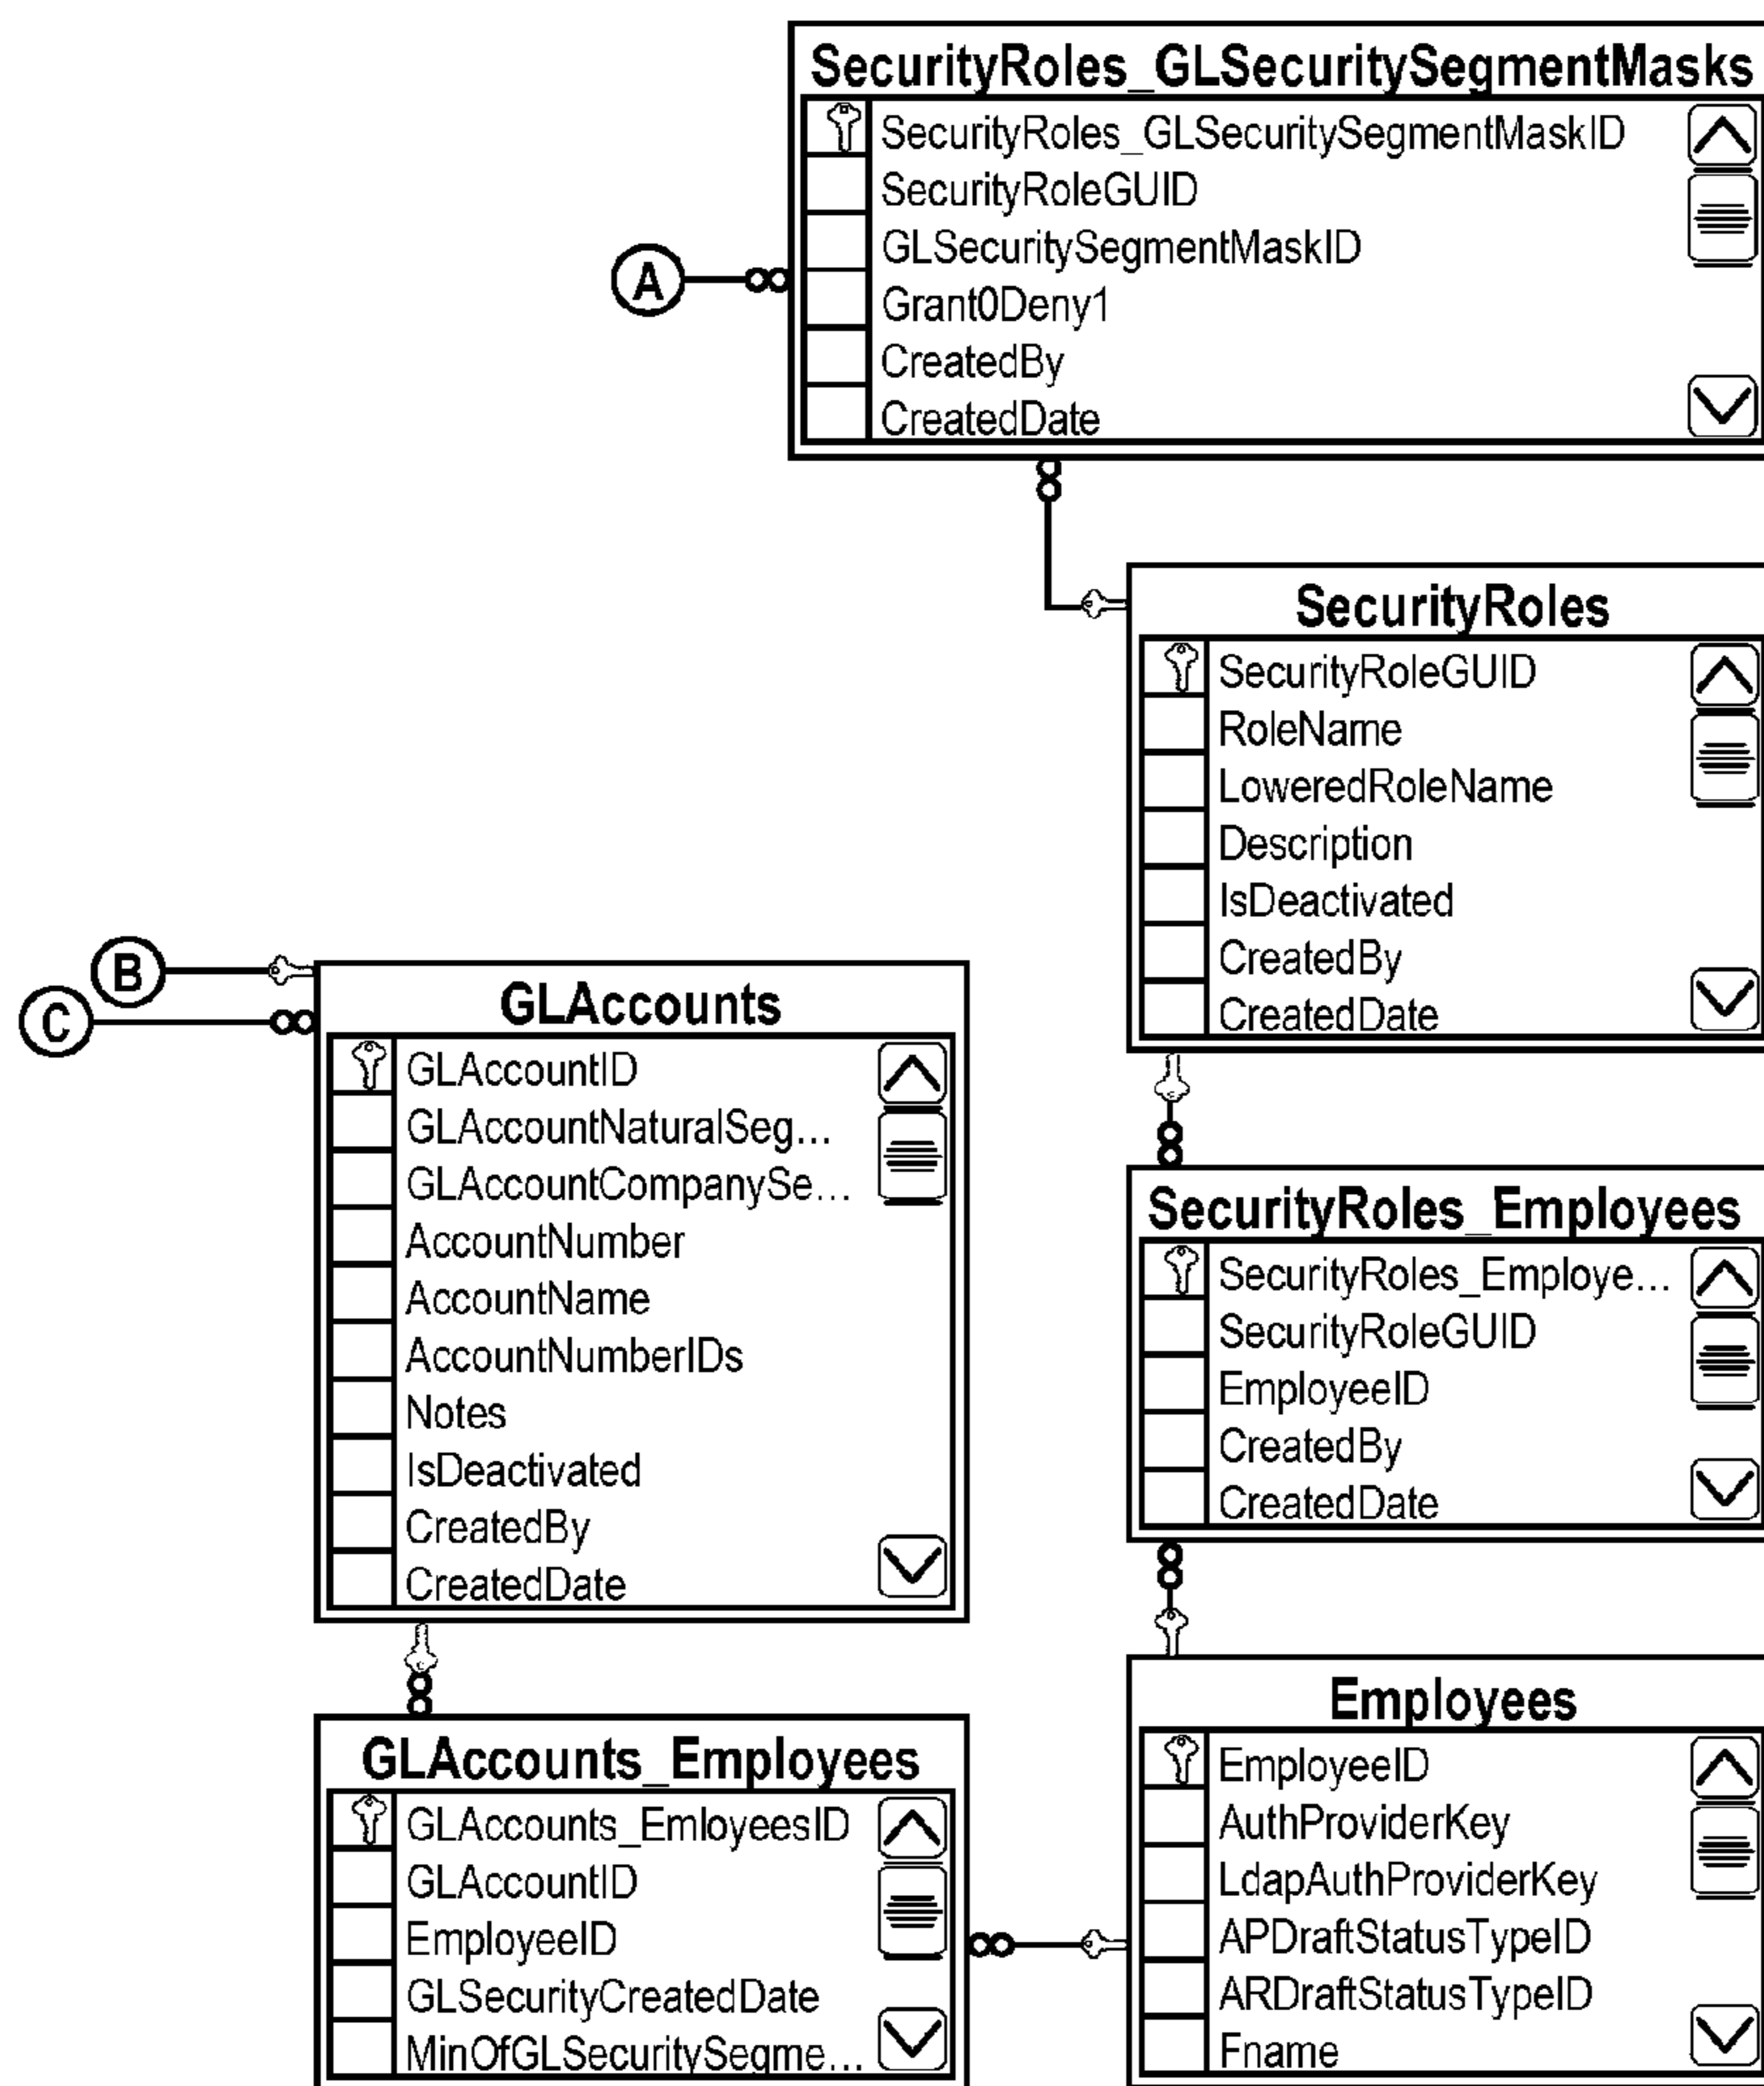 SecurityRoles_GLSecuritySegmentMasks
SecurityRoles_GLSecuritySegmentMaskID
SecurityRoleGUID
GLSecuritySegmentMaskID
Grant0Deny1
CreatedBy
CreatedDate
A
SecurityRoles
SecurityRoleGUID
RoleName
LoweredRoleName
Description
IsDeactivated
CreatedBy
CreatedDate
B
C
GLAccounts
GLAccountID
GLAccountNaturalSeg...
GLAccountCompanySe...
AccountNumber
AccountName
AccountNumberIDs
Notes
IsDeactivated
CreatedBy
CreatedDate
SecurityRoles_Employees
SecurityRoles_Employe...
SecurityRoleGUID
EmployeeID
CreatedBy
CreatedDate
GLAccounts_Employees
GLAccounts_EmloyeesID
GLAccountID
EmployeeID
GLSecurityCreatedDate
MinOfGLSecuritySegme...
Employees
EmployeeID
AuthProviderKey
LdapAuthProviderKey
APDraftStatusTypeID
ARDraftStatusTypeID
Fname